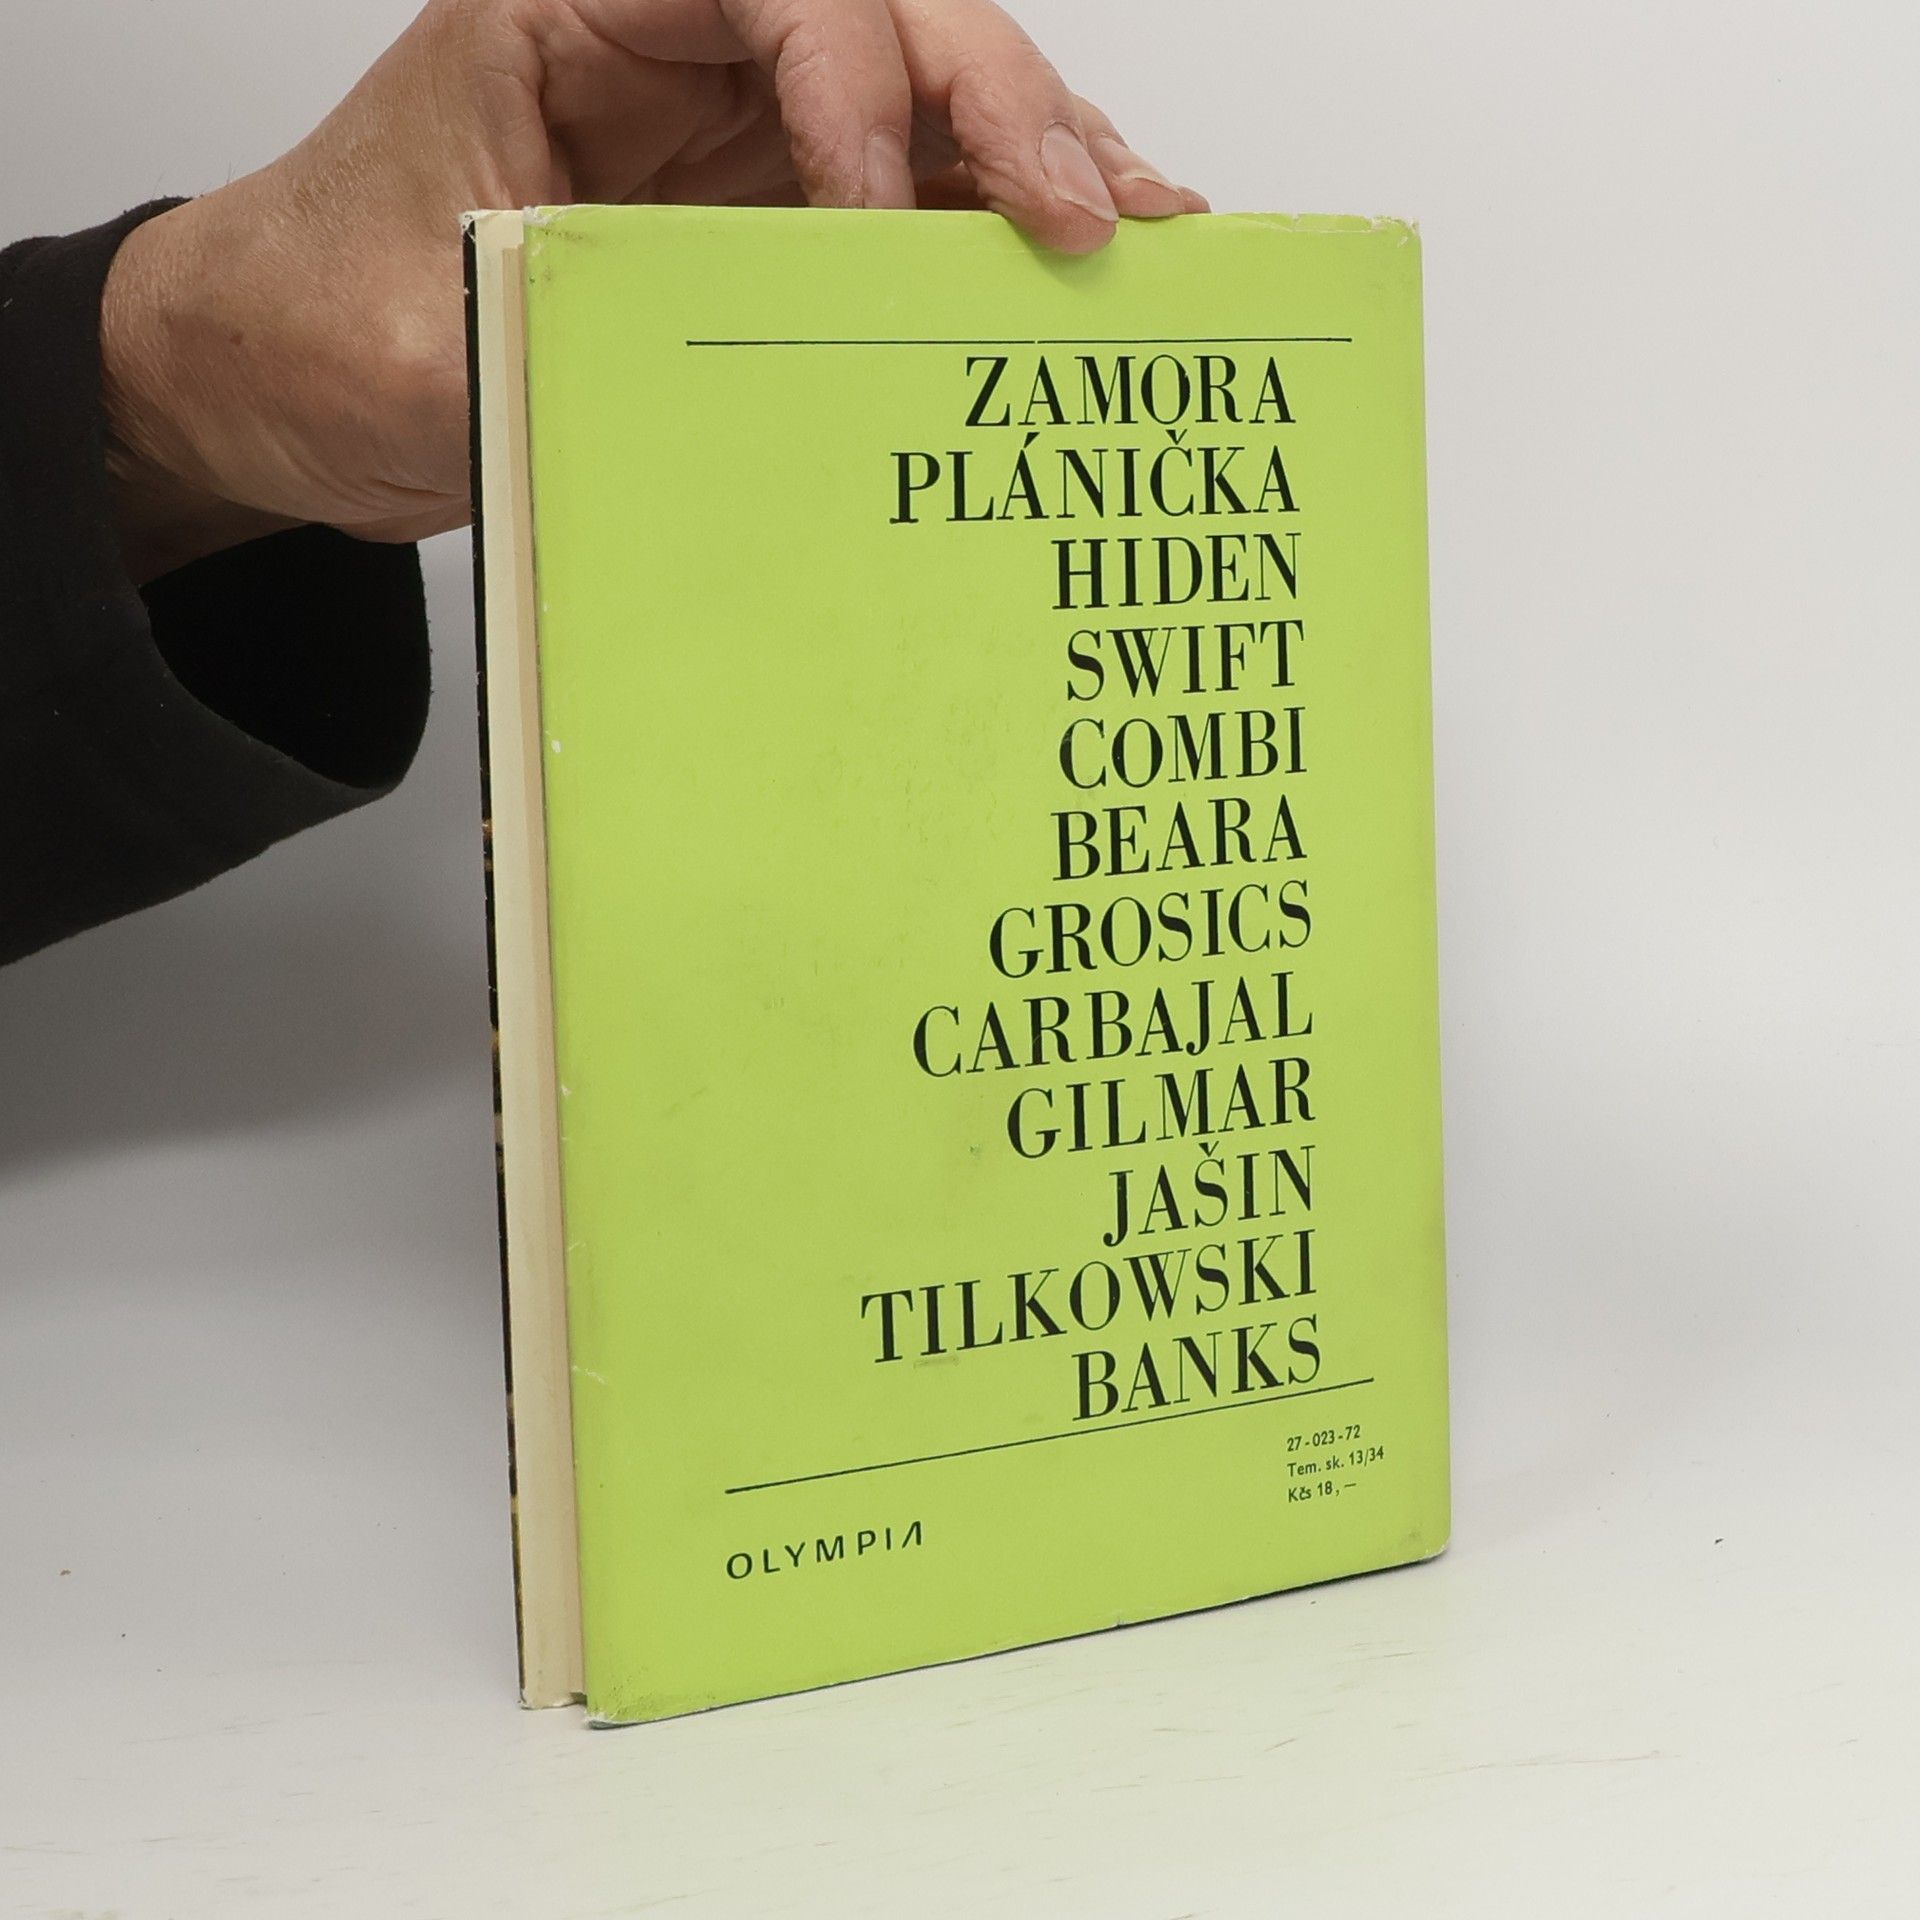 ZAMORA
PLÁNIČKA
HIDEN
SWIFT
COMBI
BEARA
GROSICS
CARBAJAL
GILMAR
JAŠIN
TILKOWSKI
BANKS
27-023-72
Tem. sk. 13/34
Kčs 18,—
OLYMPIA